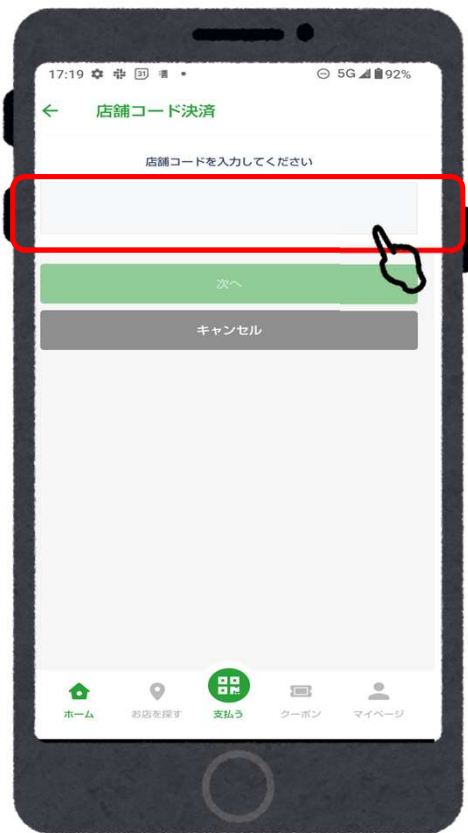 17:19 31 5G 92%
店舗コード決済
店舗コードを入力してください
次へ
キャンセル
ホーム お店を探す 支払う クーポン マイページ